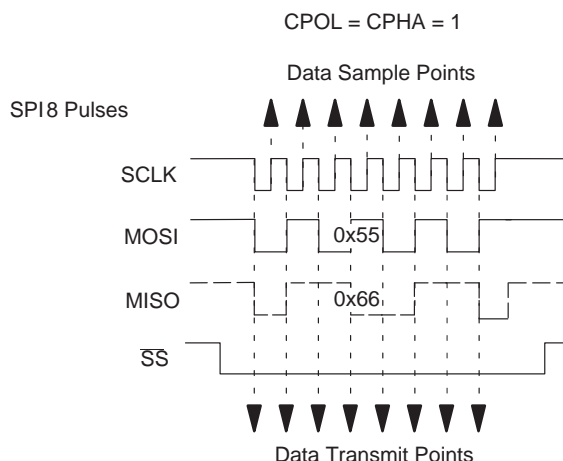 CPOL = CPHA = 1
Data Sample Points
SPI8 Pulses
SCLK
MOSI
0x55
MISO
0x66
SS
Data Transmit Points